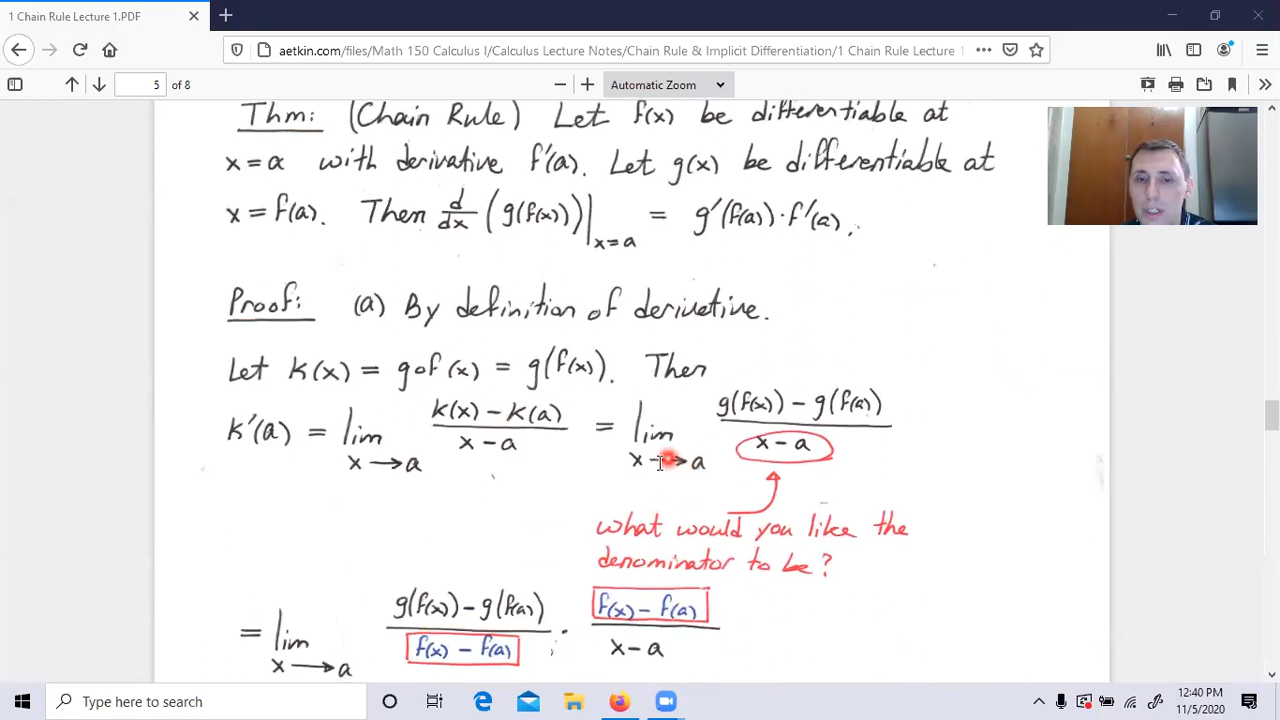 1 Chain Rule Lecture 1.PDF
aetkin.com/files/Math 150 Calculus I/Calculus Lecture Notes/Chain Rule & Implicit Differentiation/1 Chain Rule Lecture 1
5 of 8
Automatic Zoom
Thm: (Chain Rule) Let f(x) be differentiable at
x=a with derivative f'(a). Let g(x) be differentiable at
x = f(a). Then d/dx (g(f(x)))|x=a = g'(f(a))·f'(a).
Proof: (a) By definition of derivative.
Let k(x) = g∘f(x) = g(f(x)). Then
k'(a) = lim x→a (k(x) − k(a))/(x − a) = lim x→a (g(f(x)) − g(f(a)))/(x − a)
what would you like the
denominator to be?
= lim x→a (g(f(x)) − g(f(a)))/(f(x) − f(a)) · (f(x) − f(a))/(x − a)
Type here to search
12:40 PM
11/5/2020